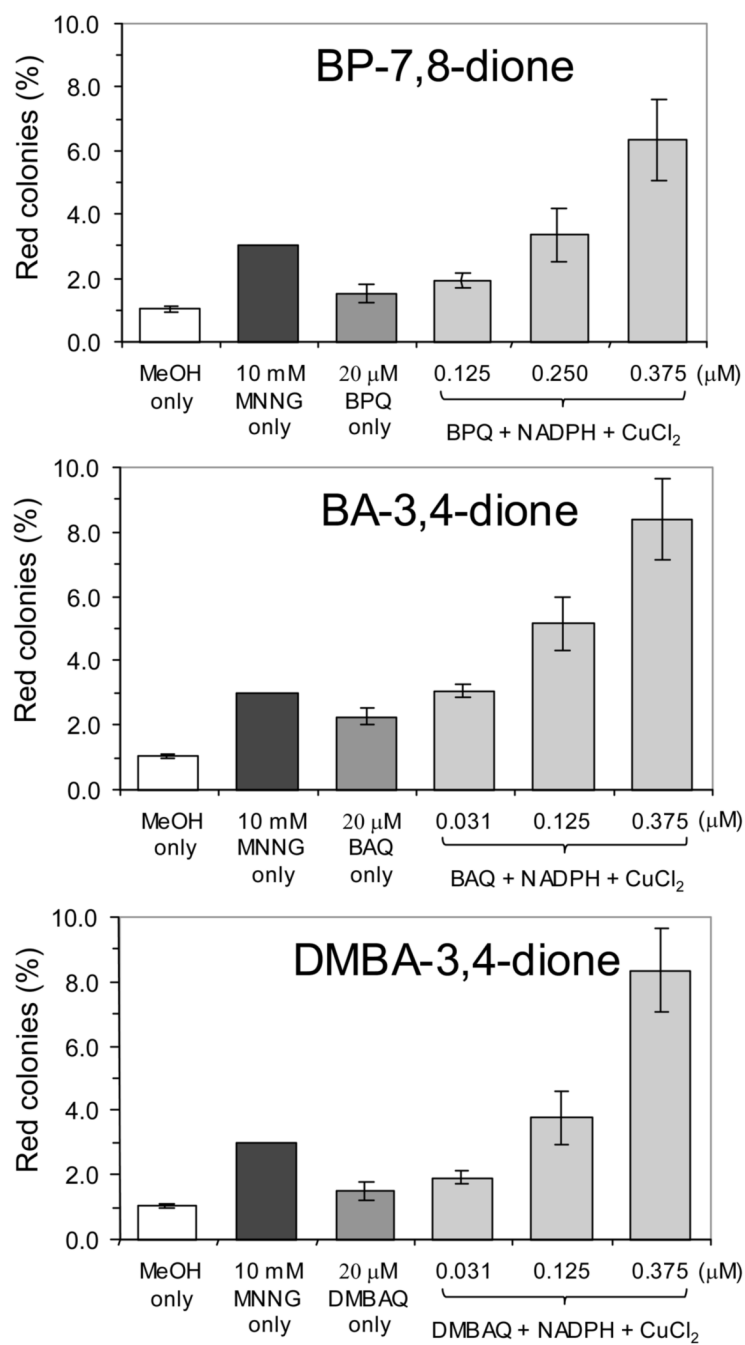 BP-7,8-dione
Red colonies (%)
10.0
8.0
6.0
4.0
2.0
0.0
MeOH only
10 mM MNNG only
20 μM BPQ only
0.125 0.250 0.375 (μM)
BPQ + NADPH + CuCl₂
BA-3,4-dione
Red colonies (%)
10.0
8.0
6.0
4.0
2.0
0.0
MeOH only
10 mM MNNG only
20 μM BAQ only
0.031 0.125 0.375 (μM)
BAQ + NADPH + CuCl₂
DMBA-3,4-dione
Red colonies (%)
10.0
8.0
6.0
4.0
2.0
0.0
MeOH only
10 mM MNNG only
20 μM DMBAQ only
0.031 0.125 0.375 (μM)
DMBAQ + NADPH + CuCl₂